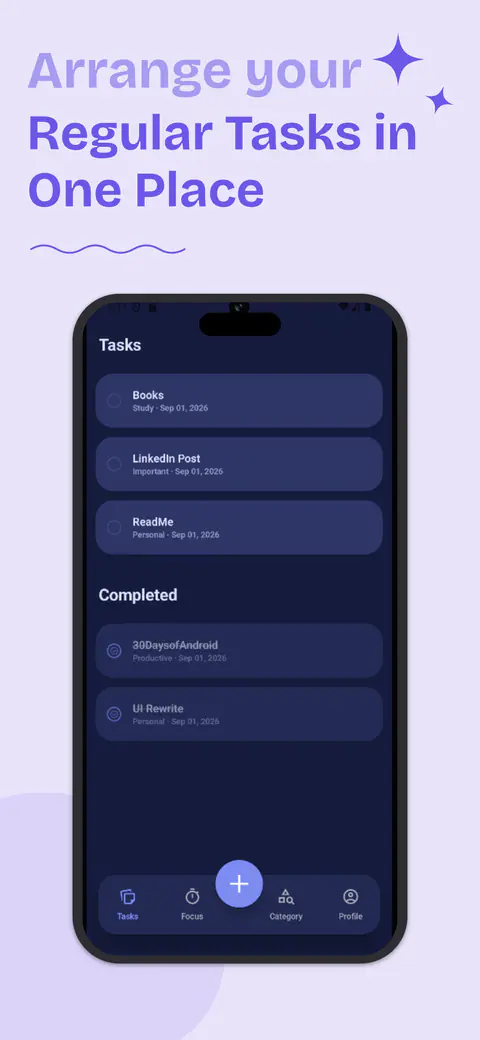 Arrange your
Regular Tasks in
One Place
Tasks
Books
Study · Sep 01, 2026
LinkedIn Post
Important · Sep 01, 2026
ReadMe
Personal · Sep 01, 2026
Completed
30DaysofAndroid
Productive · Sep 01, 2026
UI Rewrite
Personal · Sep 01, 2026
Tasks
Focus
Category
Profile